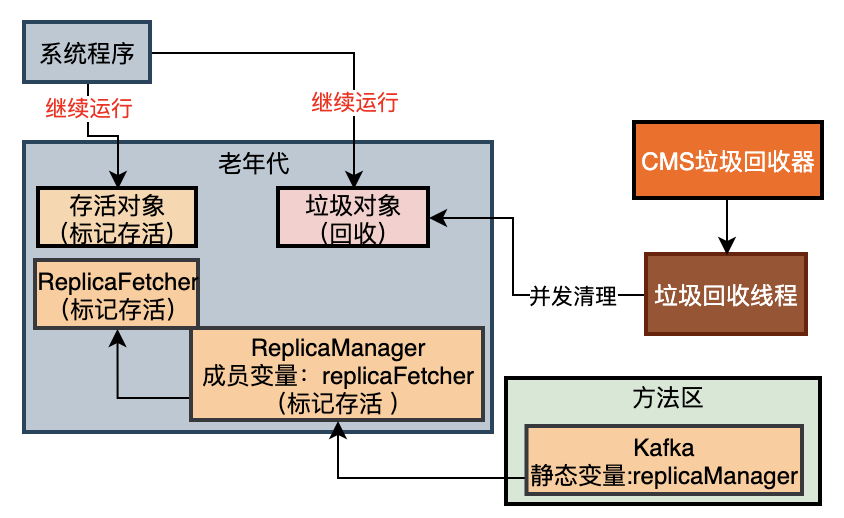 系统程序
继续运行
继续运行
老年代
存活对象
（标记存活）
垃圾对象
（回收）
CMS垃圾回收器
垃圾回收线程
并发清理
ReplicaFetcher
（标记存活）
ReplicaManager
成员变量：replicaFetcher
（标记存活 ）
方法区
Kafka
静态变量:replicaManager